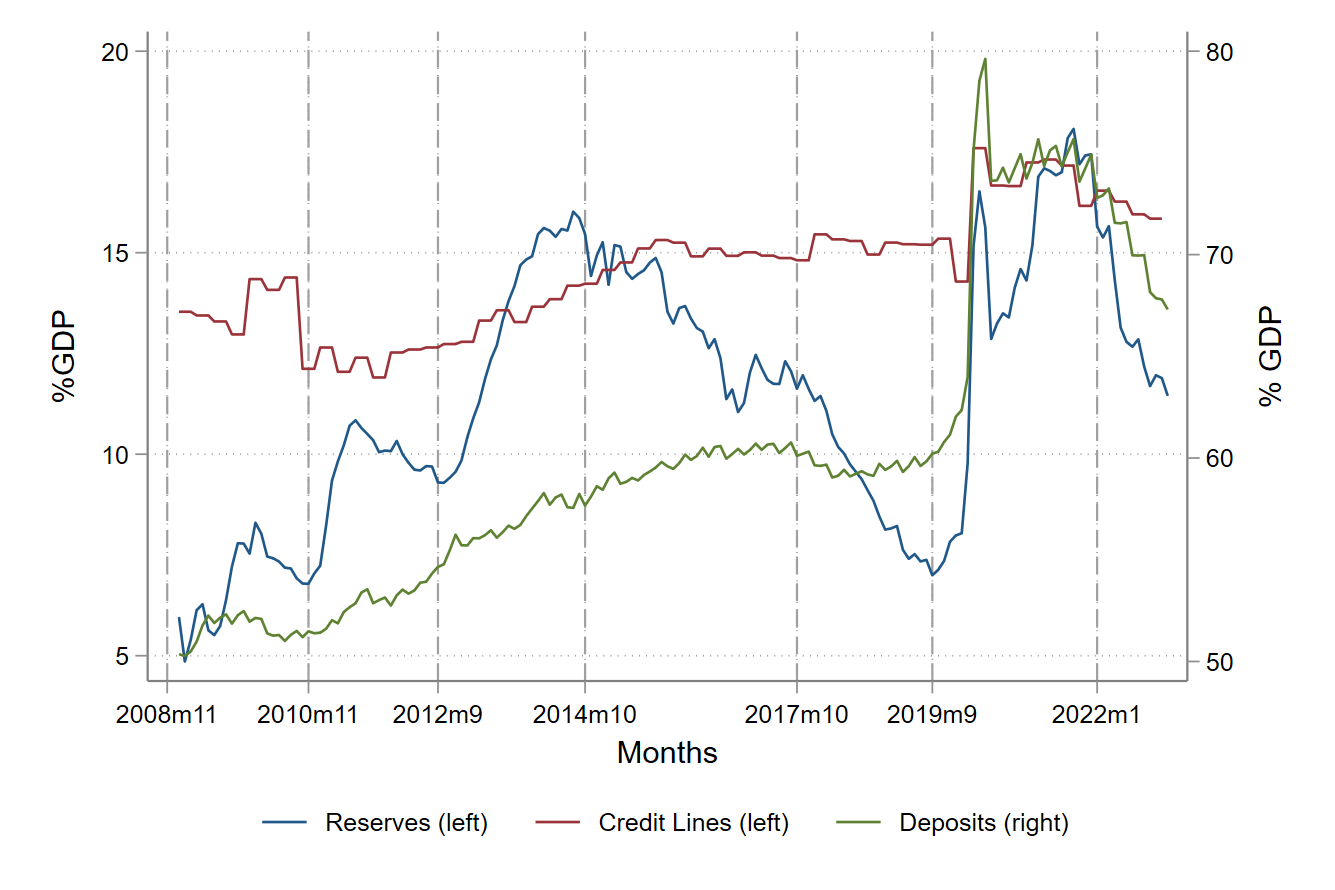 20
15
10
5
%GDP
80
70
60
50
% GDP
2008m11 2010m11 2012m9 2014m10 2017m10 2019m9 2022m1
Months
Reserves (left) Credit Lines (left) Deposits (right)